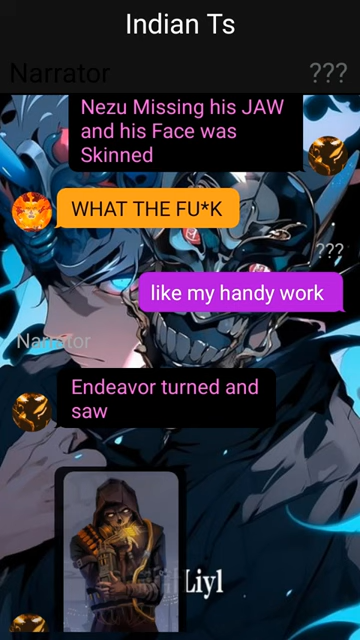 Indian Ts
Narrator
???
Nezu Missing his JAW
and his Face was
Skinned
WHAT THE FU*K
???
like my handy work
Narrator
Endeavor turned and
saw
Liyl